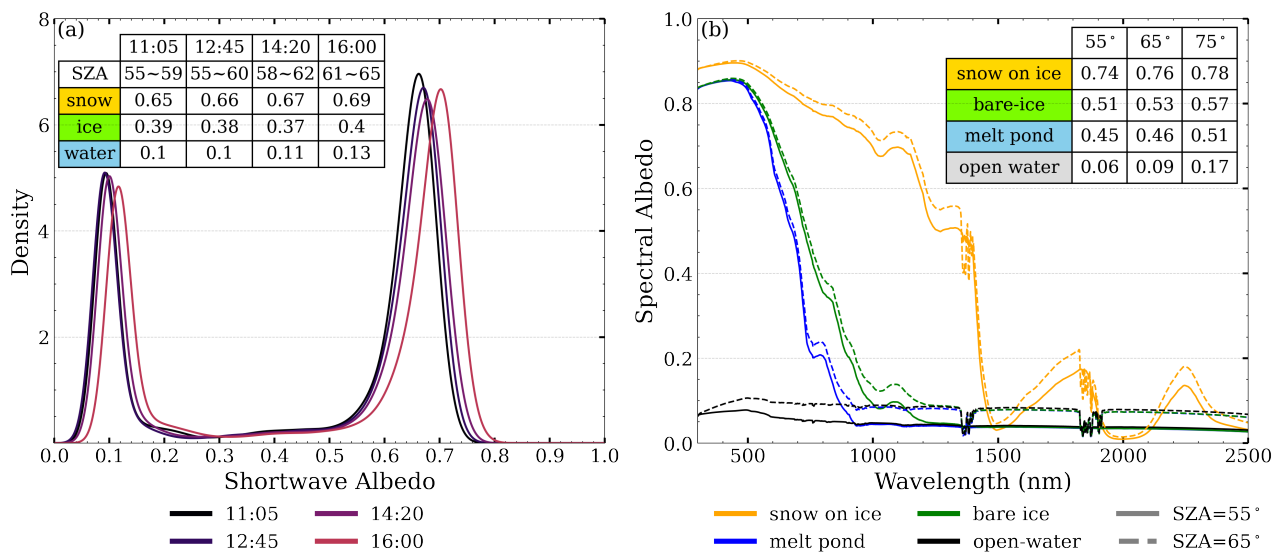 (a)
11:05 12:45 14:20 16:00
SZA 55~59 55~60 58~62 61~65
snow 0.65 0.66 0.67 0.69
ice 0.39 0.38 0.37 0.4
water 0.1 0.1 0.11 0.13
8
6
4
2
Density
0.0 0.1 0.2 0.3 0.4 0.5 0.6 0.7 0.8 0.9 1.0
Shortwave Albedo
11:05 14:20
12:45 16:00
(b)
55° 65° 75°
snow on ice 0.74 0.76 0.78
bare-ice 0.51 0.53 0.57
melt pond 0.45 0.46 0.51
open water 0.06 0.09 0.17
1.0
0.8
0.6
0.4
0.2
0.0
Spectral Albedo
500 1000 1500 2000 2500
Wavelength (nm)
snow on ice bare ice SZA=55°
melt pond open-water SZA=65°